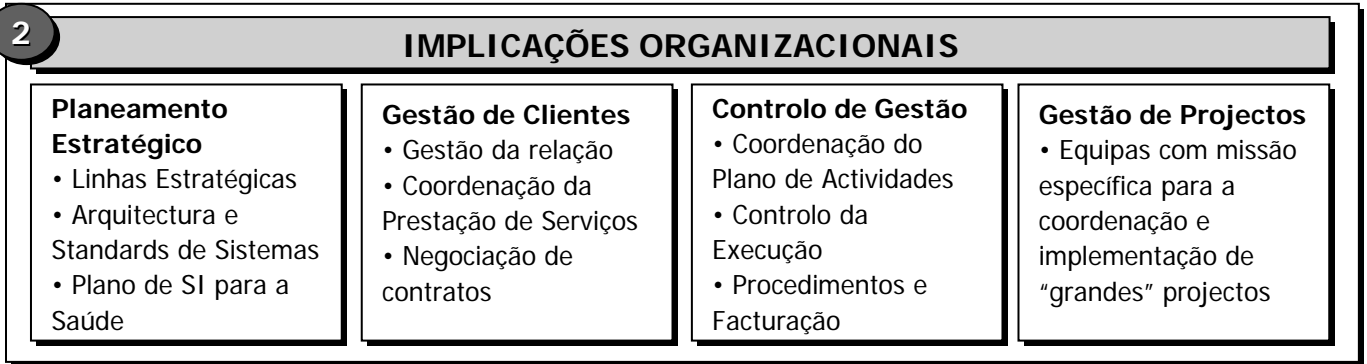 2
IMPLICAÇÕES ORGANIZACIONAIS
Planeamento
Estratégico
• Linhas Estratégicas
• Arquitectura e
Standards de Sistemas
• Plano de SI para a
Saúde
Gestão de Clientes
• Gestão da relação
• Coordenação da
Prestação de Serviços
• Negociação de
contratos
Controlo de Gestão
• Coordenação do
Plano de Actividades
• Controlo da
Execução
• Procedimentos e
Facturação
Gestão de Projectos
• Equipas com missão
específica para a
coordenação e
implementação de
“grandes” projectos